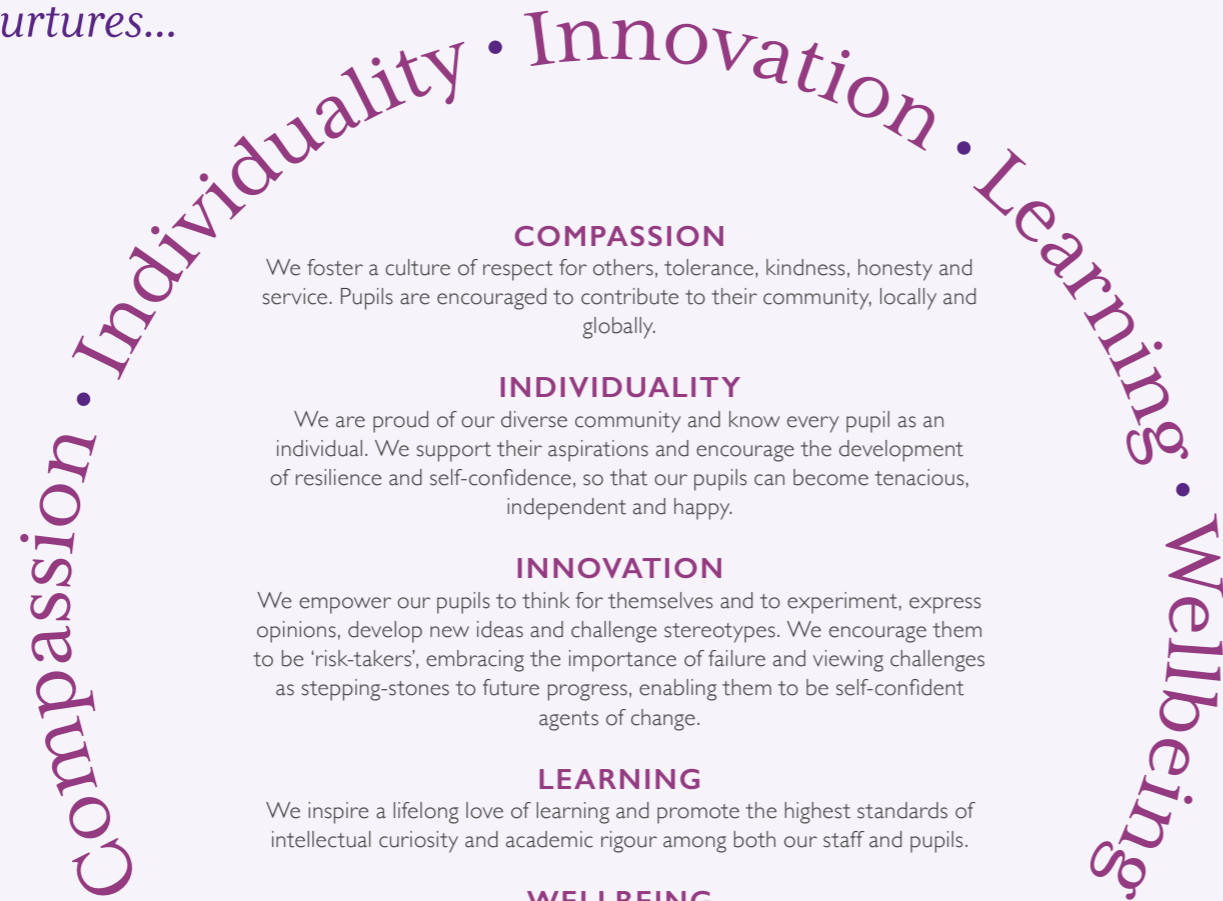 urtures...
Compassion · Individuality · Innovation · Learning · Wellbeing
COMPASSION
We foster a culture of respect for others, tolerance, kindness, honesty and
service. Pupils are encouraged to contribute to their community, locally and
globally.
INDIVIDUALITY
We are proud of our diverse community and know every pupil as an
individual. We support their aspirations and encourage the development
of resilience and self-confidence, so that our pupils can become tenacious,
independent and happy.
INNOVATION
We empower our pupils to think for themselves and to experiment, express
opinions, develop new ideas and challenge stereotypes. We encourage them
to be ‘risk-takers’, embracing the importance of failure and viewing challenges
as stepping-stones to future progress, enabling them to be self-confident
agents of change.
LEARNING
We inspire a lifelong love of learning and promote the highest standards of
intellectual curiosity and academic rigour among both our staff and pupils.
WELLBEING